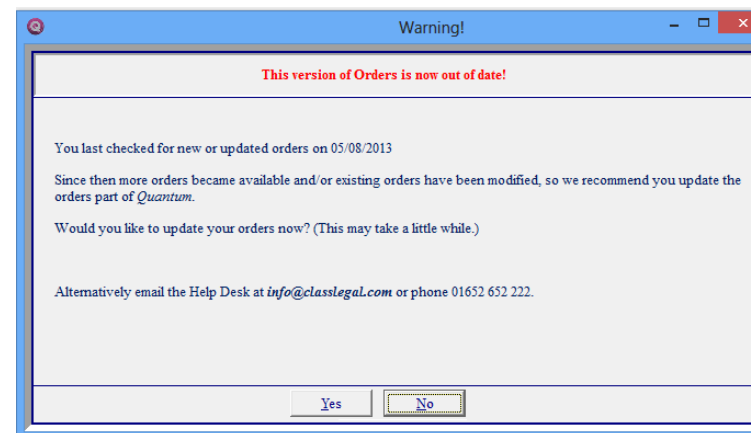 Warning!
This version of Orders is now out of date!
You last checked for new or updated orders on 05/08/2013
Since then more orders became available and/or existing orders have been modified, so we recommend you update the
orders part of Quantum.
Would you like to update your orders now? (This may take a little while.)
Alternatively email the Help Desk at info@classlegal.com or phone 01652 652 222.
Yes
No